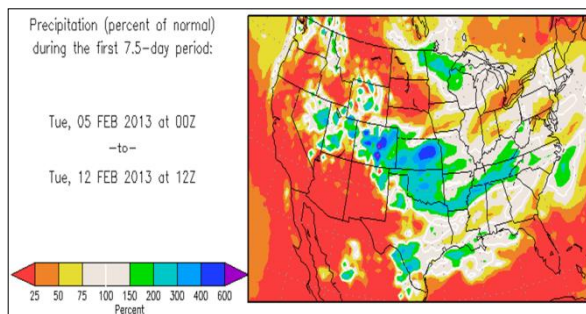 Precipitation (percent of normal)
during the first 7.5-day period:
Tue, 05 FEB 2013 at 00Z
-to-
Tue, 12 FEB 2013 at 12Z
25 50 75 100 150 200 300 400 600
Percent